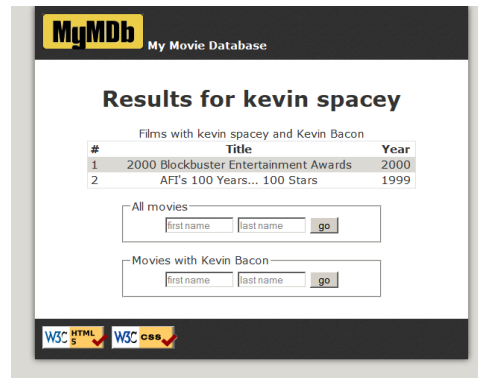 MyMDb My Movie Database
Results for kevin spacey
Films with kevin spacey and Kevin Bacon
# Title Year
1 2000 Blockbuster Entertainment Awards 2000
2 AFI's 100 Years... 100 Stars 1999
All movies
first name last name go
Movies with Kevin Bacon
first name last name go
W3C HTML 5 W3C css